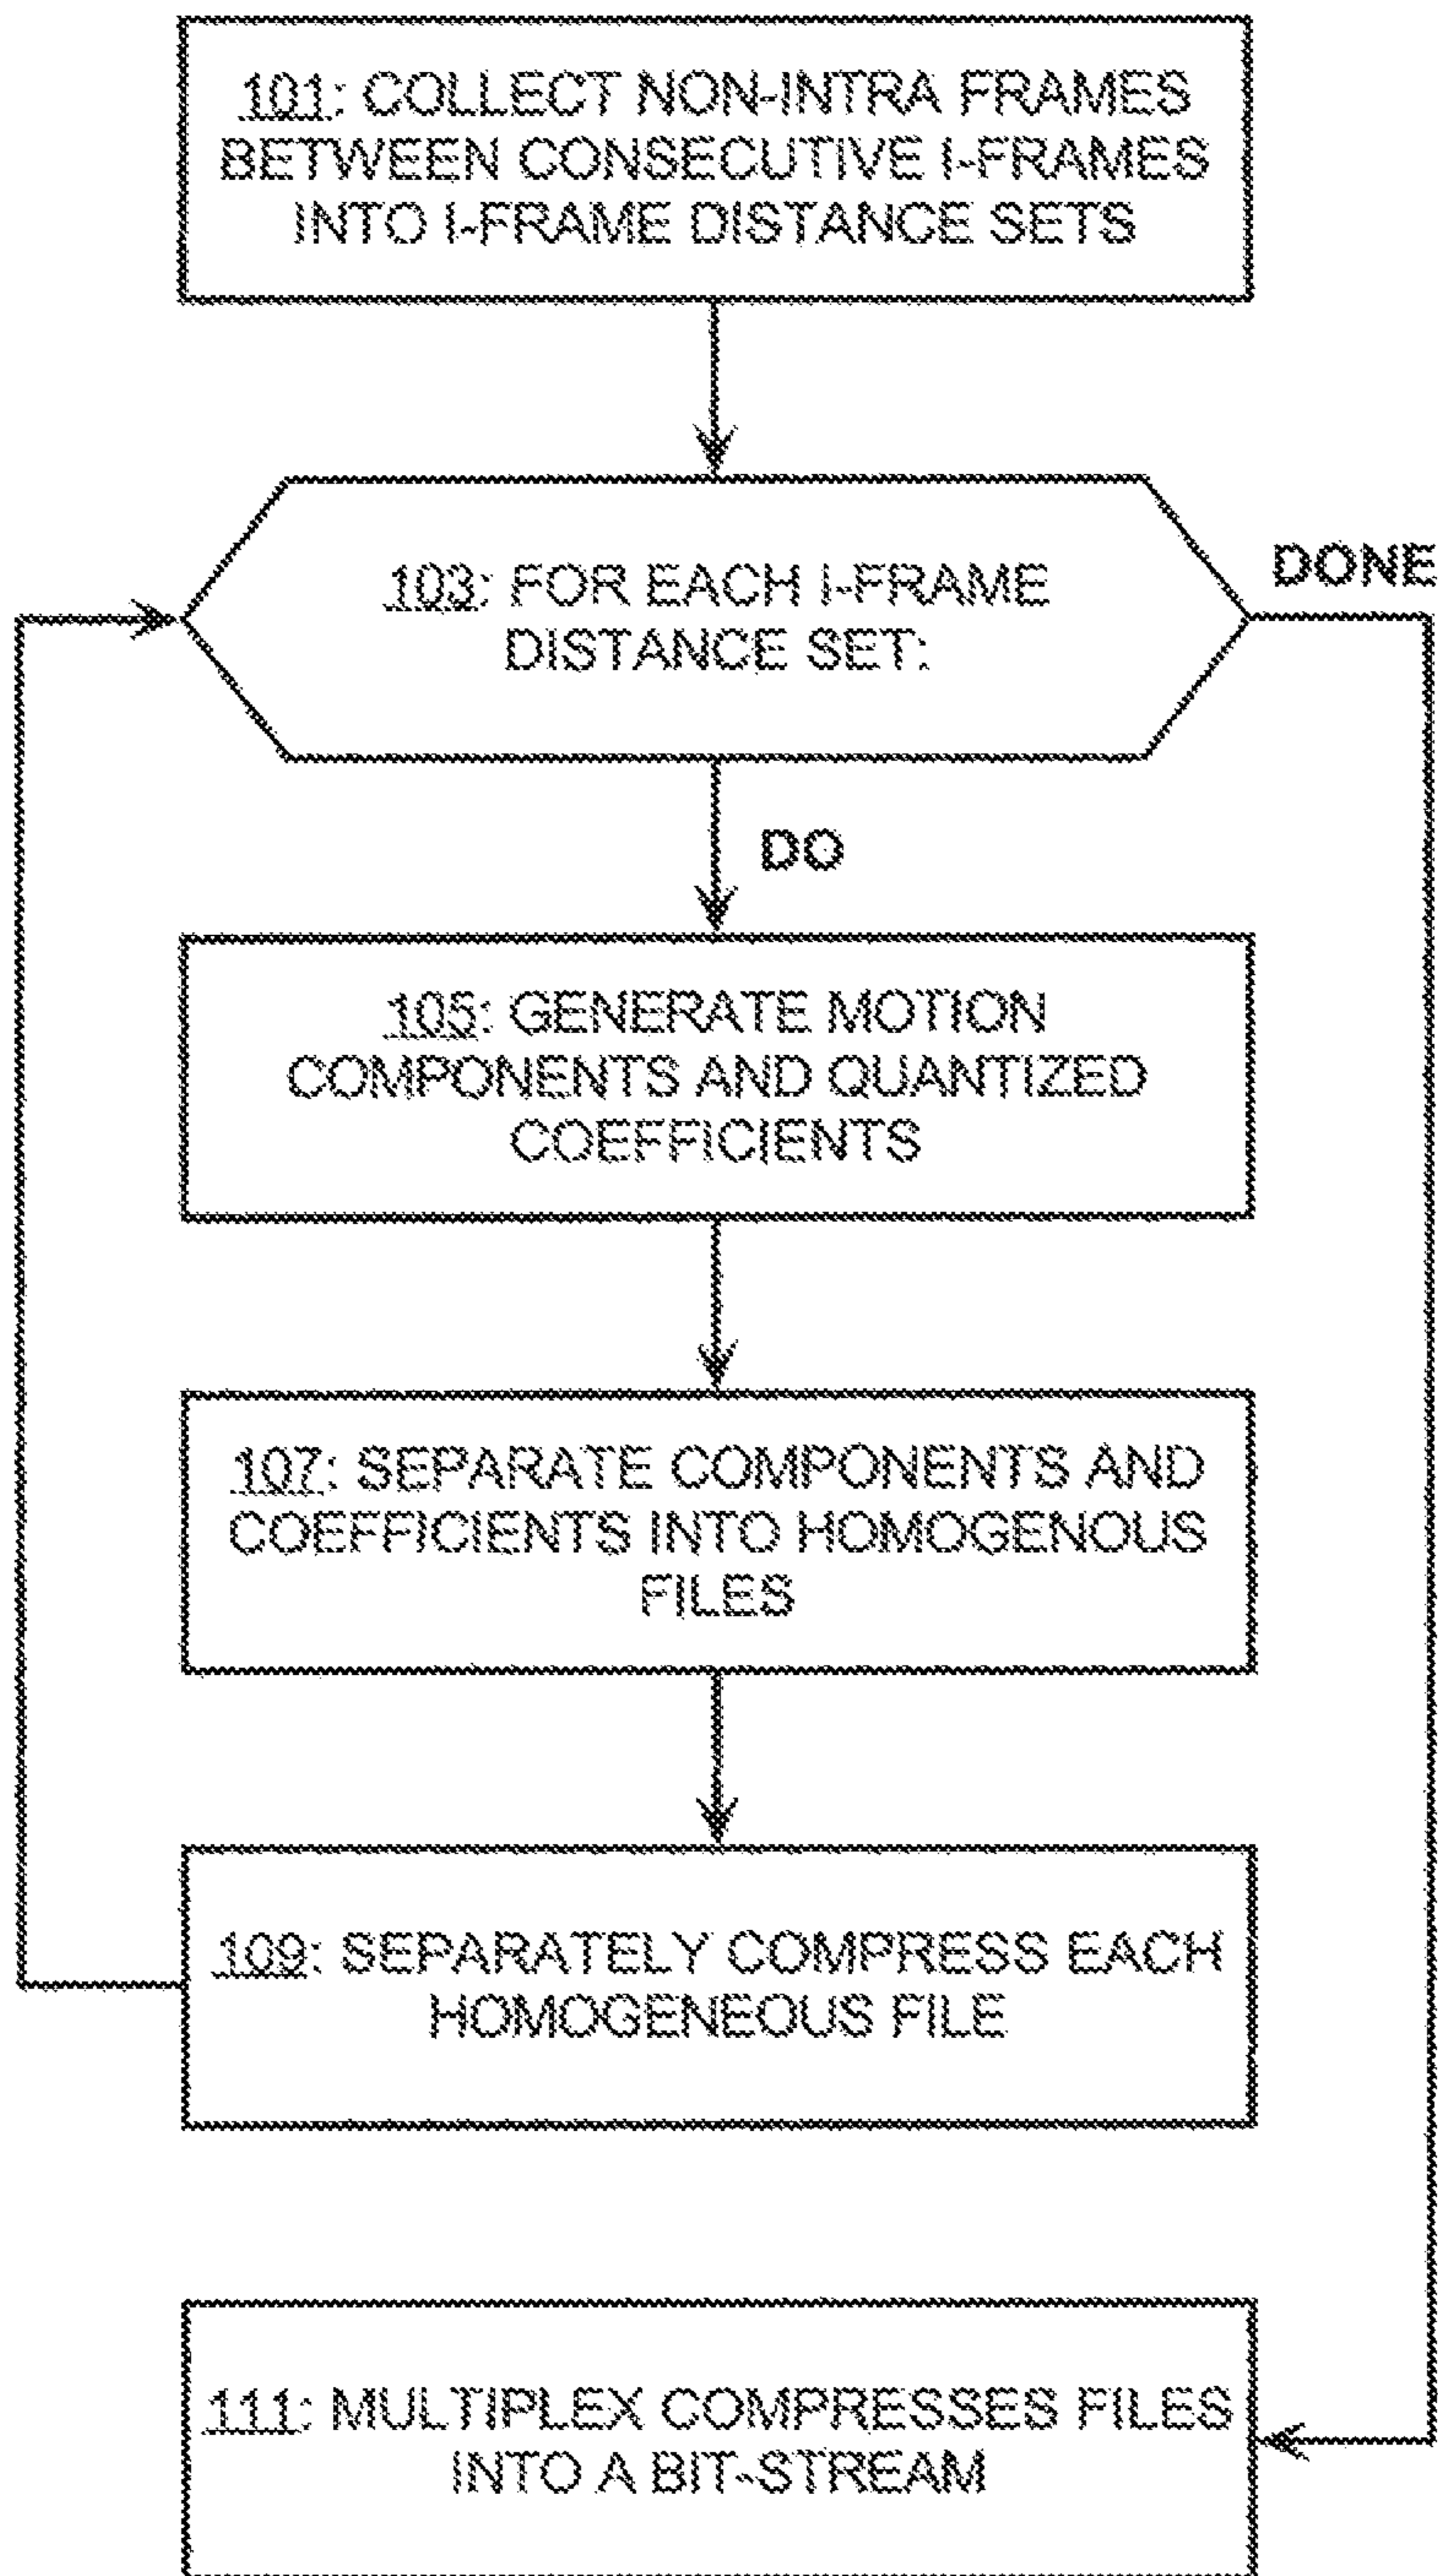 101: COLLECT NON-INTRA FRAMES
BETWEEN CONSECUTIVE I-FRAMES
INTO I-FRAME DISTANCE SETS
103: FOR EACH I-FRAME
DISTANCE SET:
DONE
DO
105: GENERATE MOTION
COMPONENTS AND QUANTIZED
COEFFICIENTS
107: SEPARATE COMPONENTS AND
COEFFICIENTS INTO HOMOGENOUS
FILES
109: SEPARATELY COMPRESS EACH
HOMOGENEOUS FILE
111: MULTIPLEX COMPRESSES FILES
INTO A BIT-STREAM